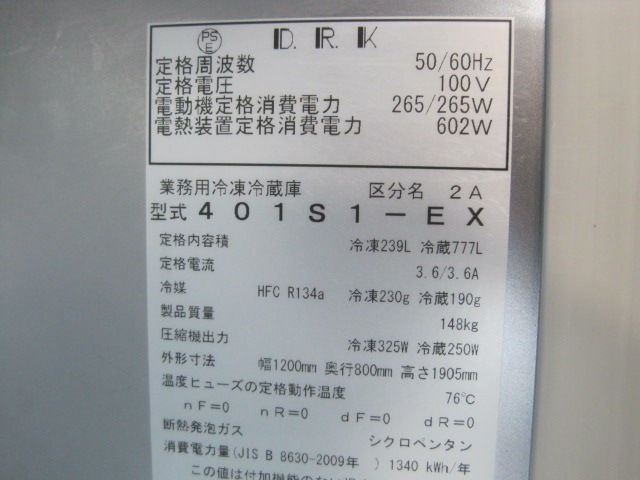 PS
E
D.R.K
定格周波数 50/60Hz
定格電圧 100V
電動機定格消費電力 265/265W
電熱装置定格消費電力 602W
業務用冷凍冷蔵庫 区分名 2A
型式 401S1-EX
定格内容積 冷凍239L 冷蔵777L
定格電流 3.6/3.6A
冷媒 HFC R134a 冷凍230g 冷蔵190g
製品質量 148kg
圧縮機出力 冷凍325W 冷蔵250W
外形寸法 幅1200mm 奥行800mm 高さ1905mm
温度ヒューズの定格動作温度 76℃
nF=0 nR=0 dF=0 dR=0
断熱発泡ガス シクロペンタン
消費電力量(JIS B 8630-2009年 ) 1340 kWh/年
この値は付加機能のない